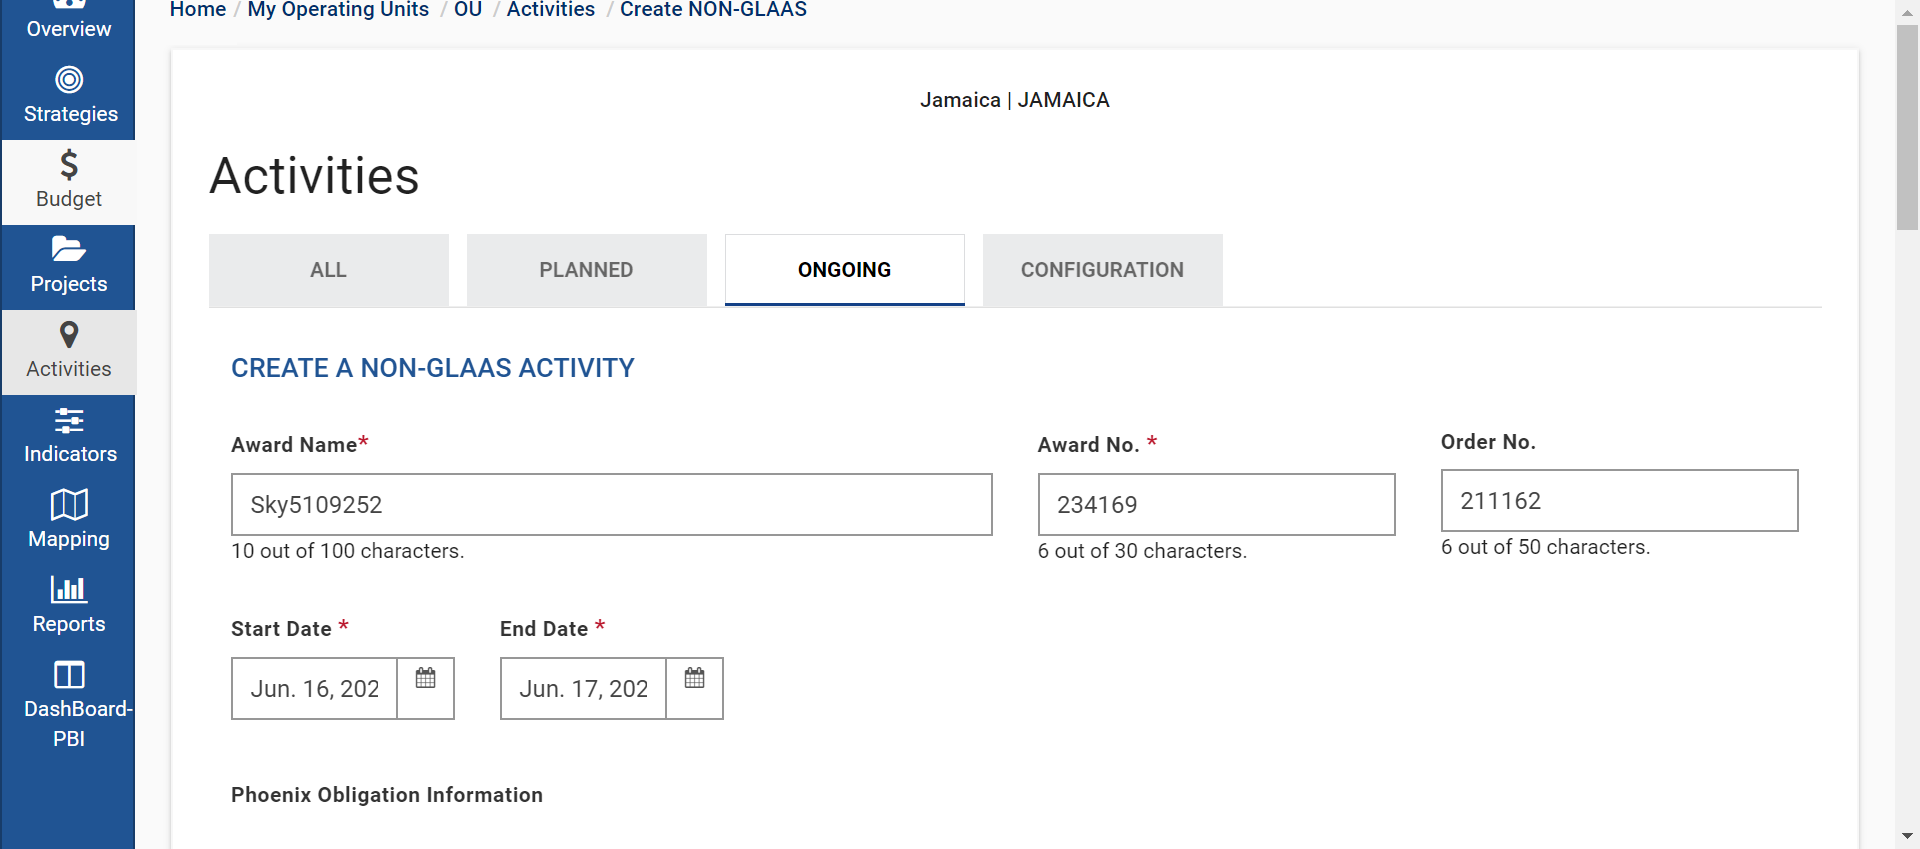 Home / My Operating Units / OU / Activities / Create NON-GLAAS
Overview
Strategies
Budget
Projects
Activities
Indicators
Mapping
Reports
DashBoard-
PBI
Jamaica | JAMAICA
Activities
ALL
PLANNED
ONGOING
CONFIGURATION
CREATE A NON-GLAAS ACTIVITY
Award Name*
Sky5109252
10 out of 100 characters.
Award No. *
234169
6 out of 30 characters.
Order No.
211162
6 out of 50 characters.
Start Date *
Jun. 16, 202
End Date *
Jun. 17, 202
Phoenix Obligation Information